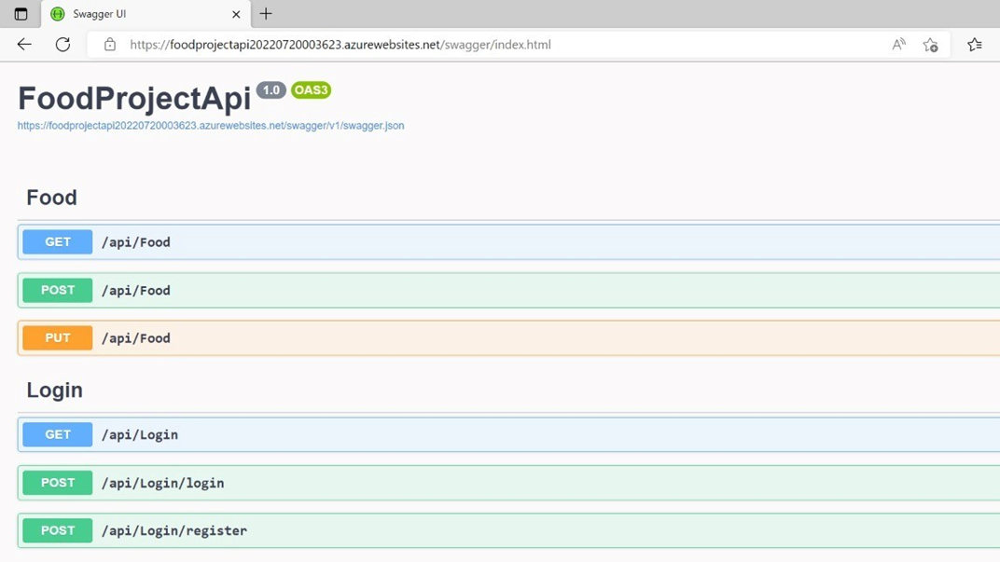 Swagger UI
https://foodprojectapi20220720003623.azurewebsites.net/swagger/index.html
FoodProjectApi 1.0 OAS3
https://foodprojectapi20220720003623.azurewebsites.net/swagger/v1/swagger.json
Food
GET /api/Food
POST /api/Food
PUT /api/Food
Login
GET /api/Login
POST /api/Login/login
POST /api/Login/register